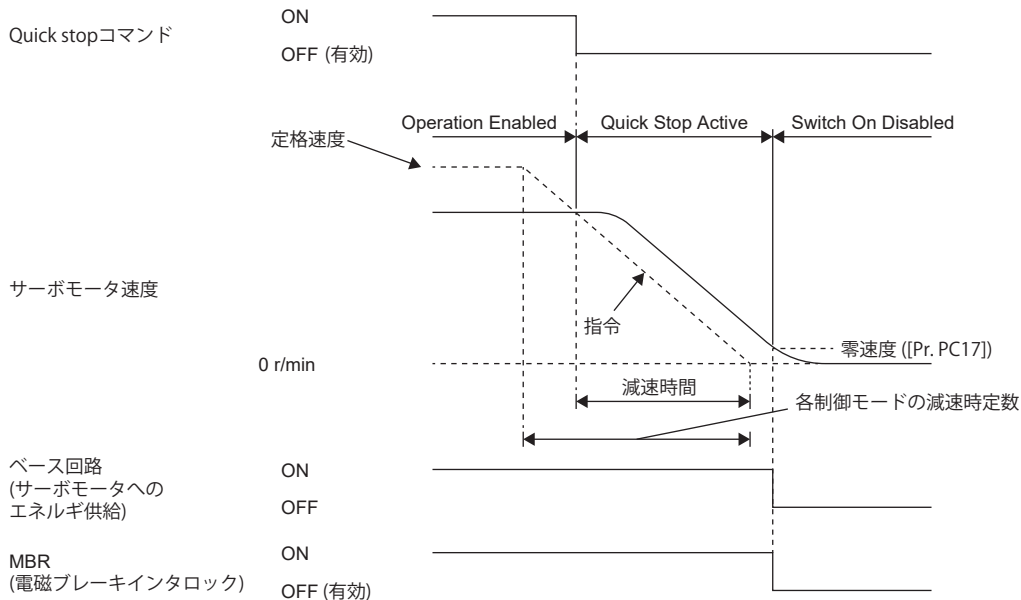 Quick stopコマンド
ON
OFF (有効)
Operation Enabled
Quick Stop Active
Switch On Disabled
定格速度
サーボモータ速度
指令
零速度 ([Pr. PC17])
0 r/min
減速時間
各制御モードの減速時定数
ベース回路
(サーボモータへの
エネルギ供給)
ON
OFF
MBR
(電磁ブレーキインタロック)
ON
OFF (有効)